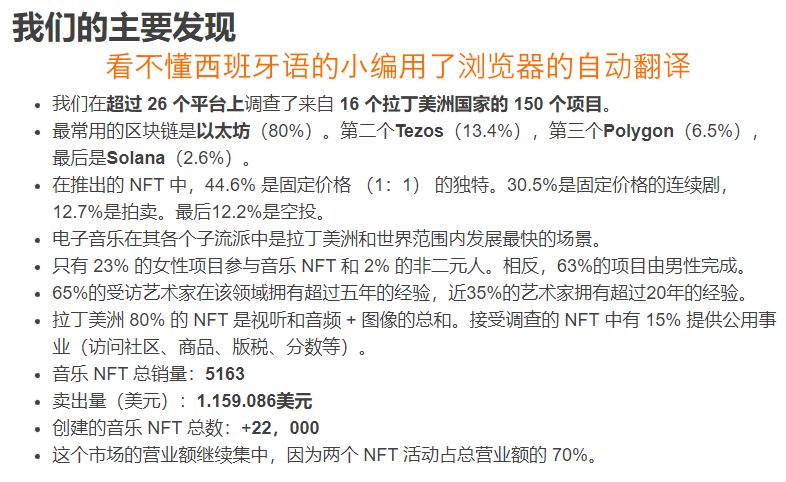 我们的主要发现
看不懂西班牙语的小编用了浏览器的自动翻译
• 我们在超过 26 个平台上调查了来自 16 个拉丁美洲国家的 150 个项目。
• 最常用的区块链是以太坊（80%）。第二个Tezos（13.4%），第三个Polygon（6.5%），
最后是Solana（2.6%）。
• 在推出的 NFT 中，44.6% 是固定价格 （1：1） 的独特。30.5%是固定价格的连续剧，
12.7%是拍卖。最后12.2%是空投。
• 电子音乐在其各个子流派中是拉丁美洲和世界范围内发展最快的场景。
• 只有 23% 的女性项目参与音乐 NFT 和 2% 的非二元人。相反，63%的项目由男性完成。
• 65%的受访艺术家在该领域拥有超过五年的经验，近35%的艺术家拥有超过20年的经验。
• 拉丁美洲 80% 的 NFT 是视听和音频 + 图像的总和。接受调查的 NFT 中有 15% 提供公用事
业（访问社区、商品、版税、分数等）。
• 音乐 NFT 总销量：5163
• 卖出量（美元）：1.159.086美元
• 创建的音乐 NFT 总数：+22，000
• 这个市场的营业额继续集中，因为两个 NFT 活动占总营业额的 70%。